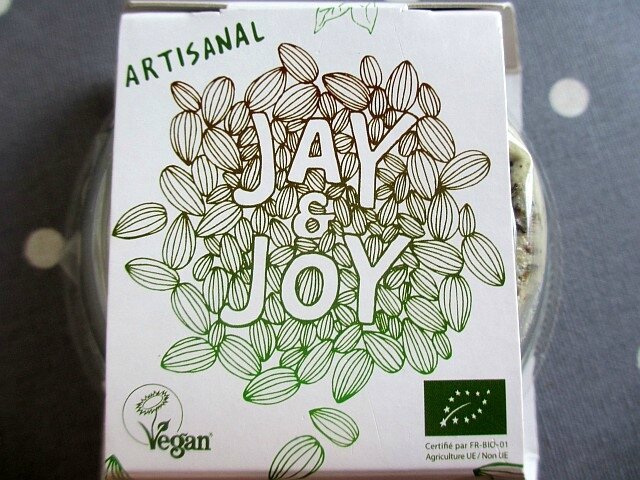 ARTISANAL
JAY
&
JOY
Vegan
Certifié par FR-BIO-01
Agriculture UE / Non UE